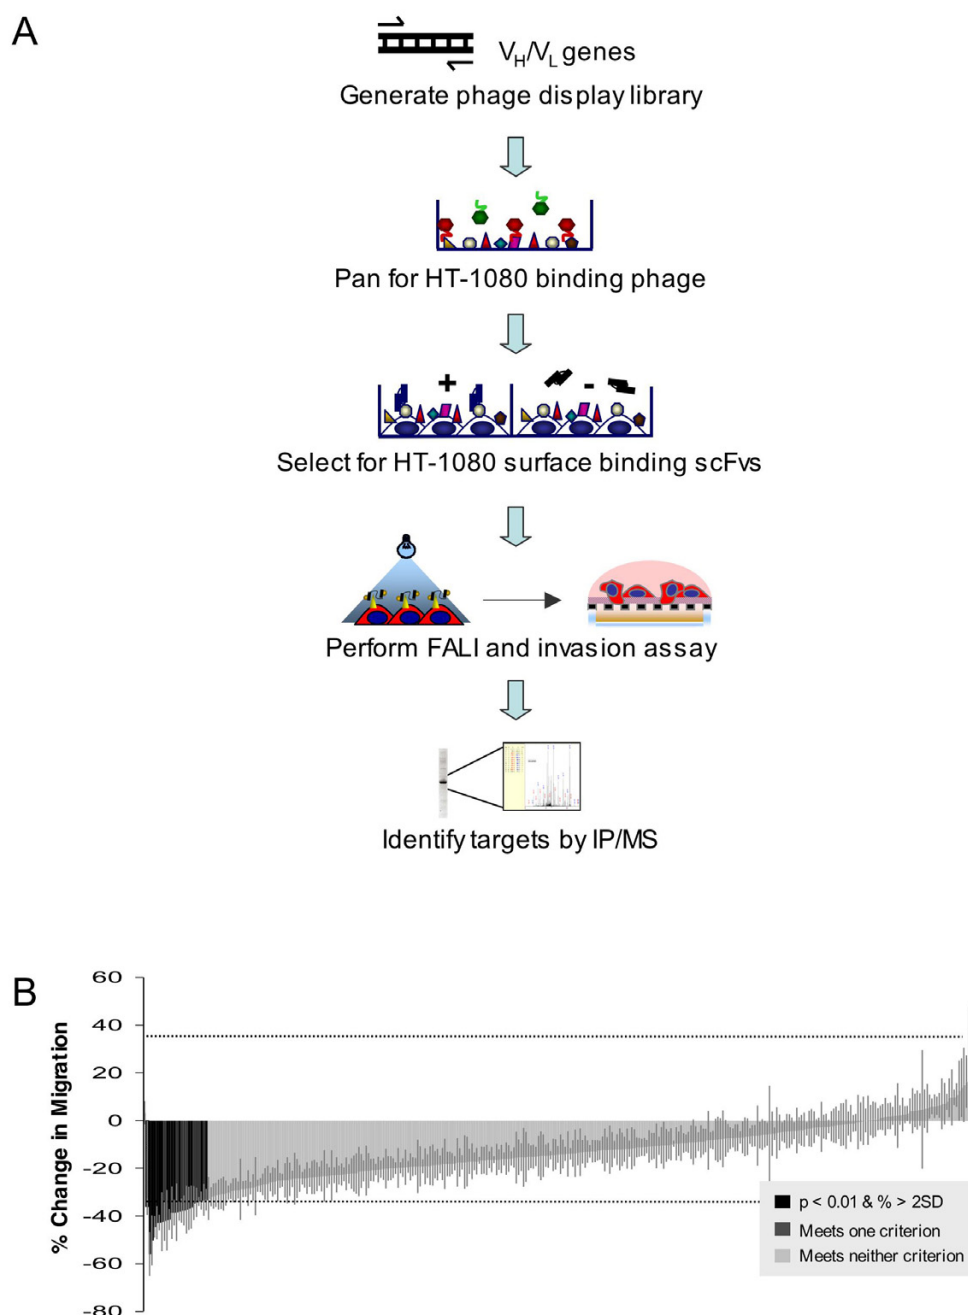 A
VH/VL genes
Generate phage display library
Pan for HT-1080 binding phage
+
-
Select for HT-1080 surface binding scFvs
Perform FALI and invasion assay
Identify targets by IP/MS
B
% Change in Migration
60
40
20
0
-20
-40
-60
-80
p < 0.01 & % > 2SD
Meets one criterion
Meets neither criterion